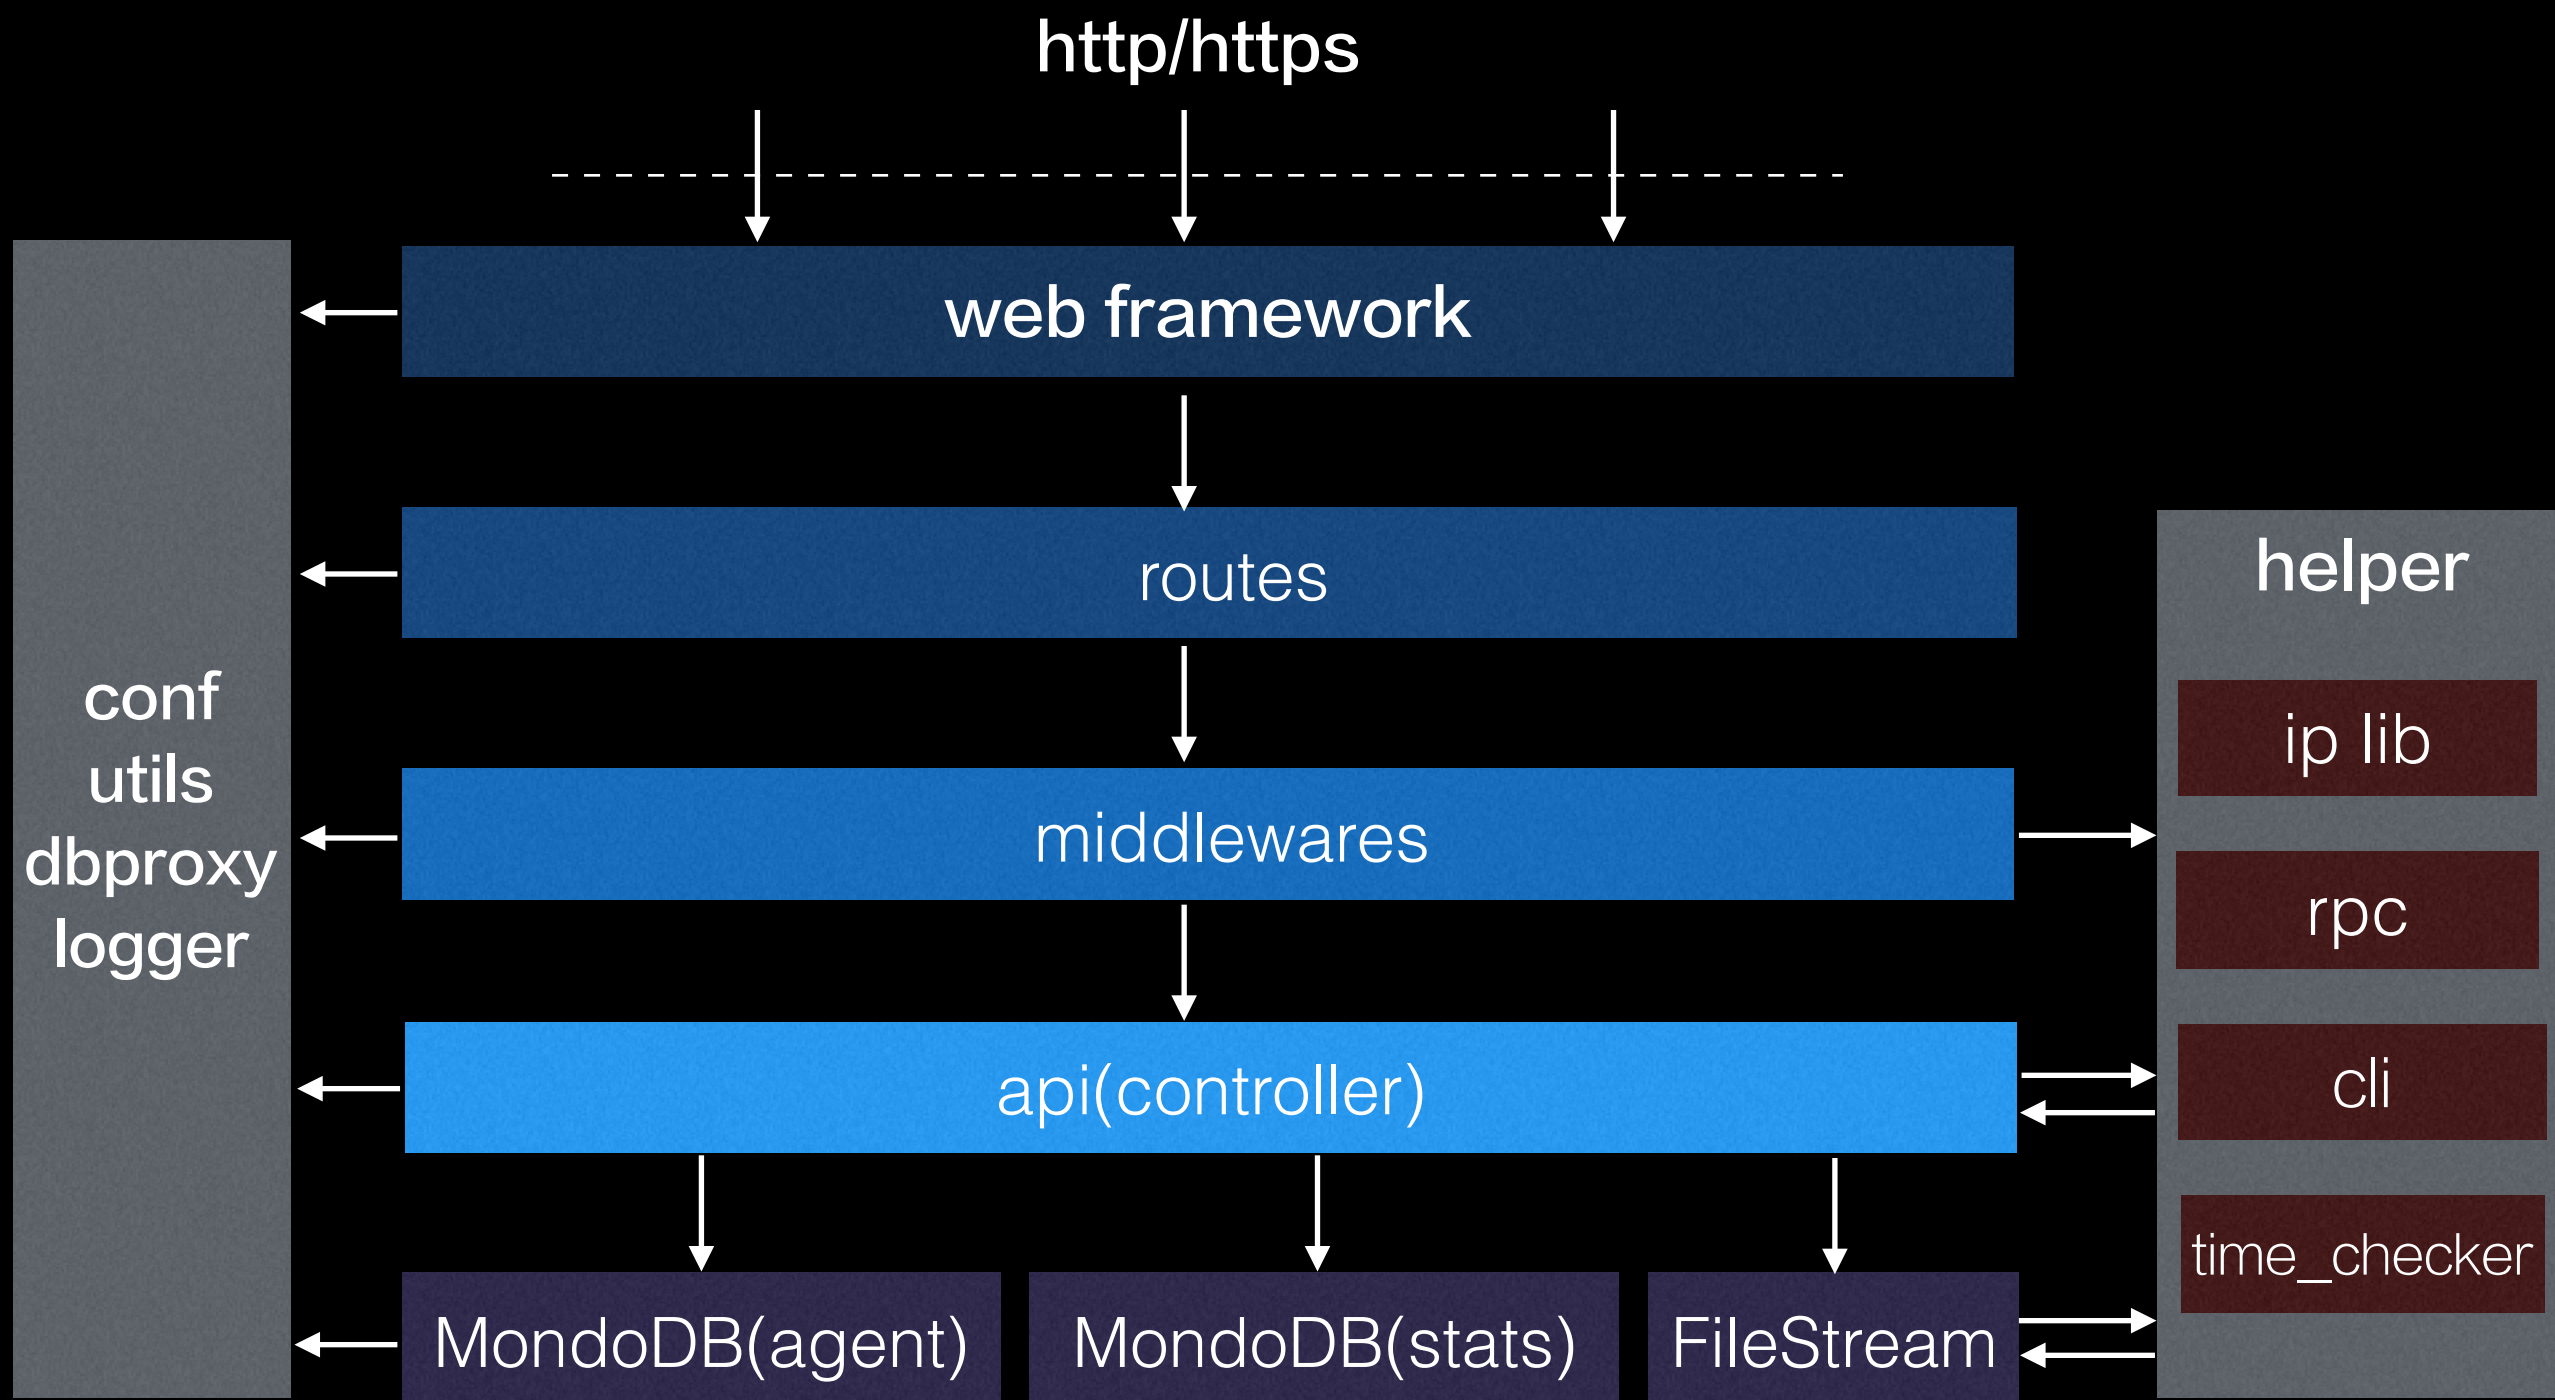 http/https
web framework
routes
middlewares
api(controller)
MondoDB(agent)
MondoDB(stats)
FileStream
conf
utils
dbproxy
logger
helper
ip lib
rpc
cli
time_checker